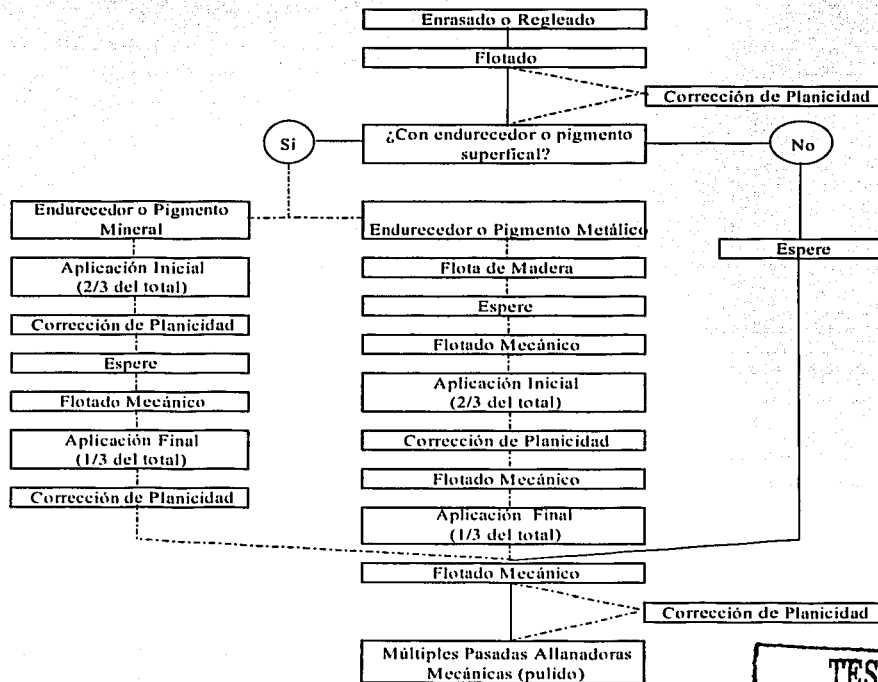 Enrasado o Regleado
Flotado
Corrección de Planicidad
¿Con endurecedor o pigmento
superfical?
Si
No
Endurecedor o Pigmento
Mineral
Aplicación Inicial
(2/3 del total)
Corrección de Planicidad
Espere
Flotado Mecánico
Aplicación Final
(1/3 del total)
Corrección de Planicidad
Endurecedor o Pigmento Metálico
Flota de Madera
Espere
Flotado Mecánico
Aplicación Inicial
(2/3 del total)
Corrección de Planicidad
Flotado Mecánico
Aplicación Final
(1/3 del total)
Espere
Flotado Mecánico
Corrección de Planicidad
Múltiples Pasadas Allanadoras
Mecánicas (pulido)
TES